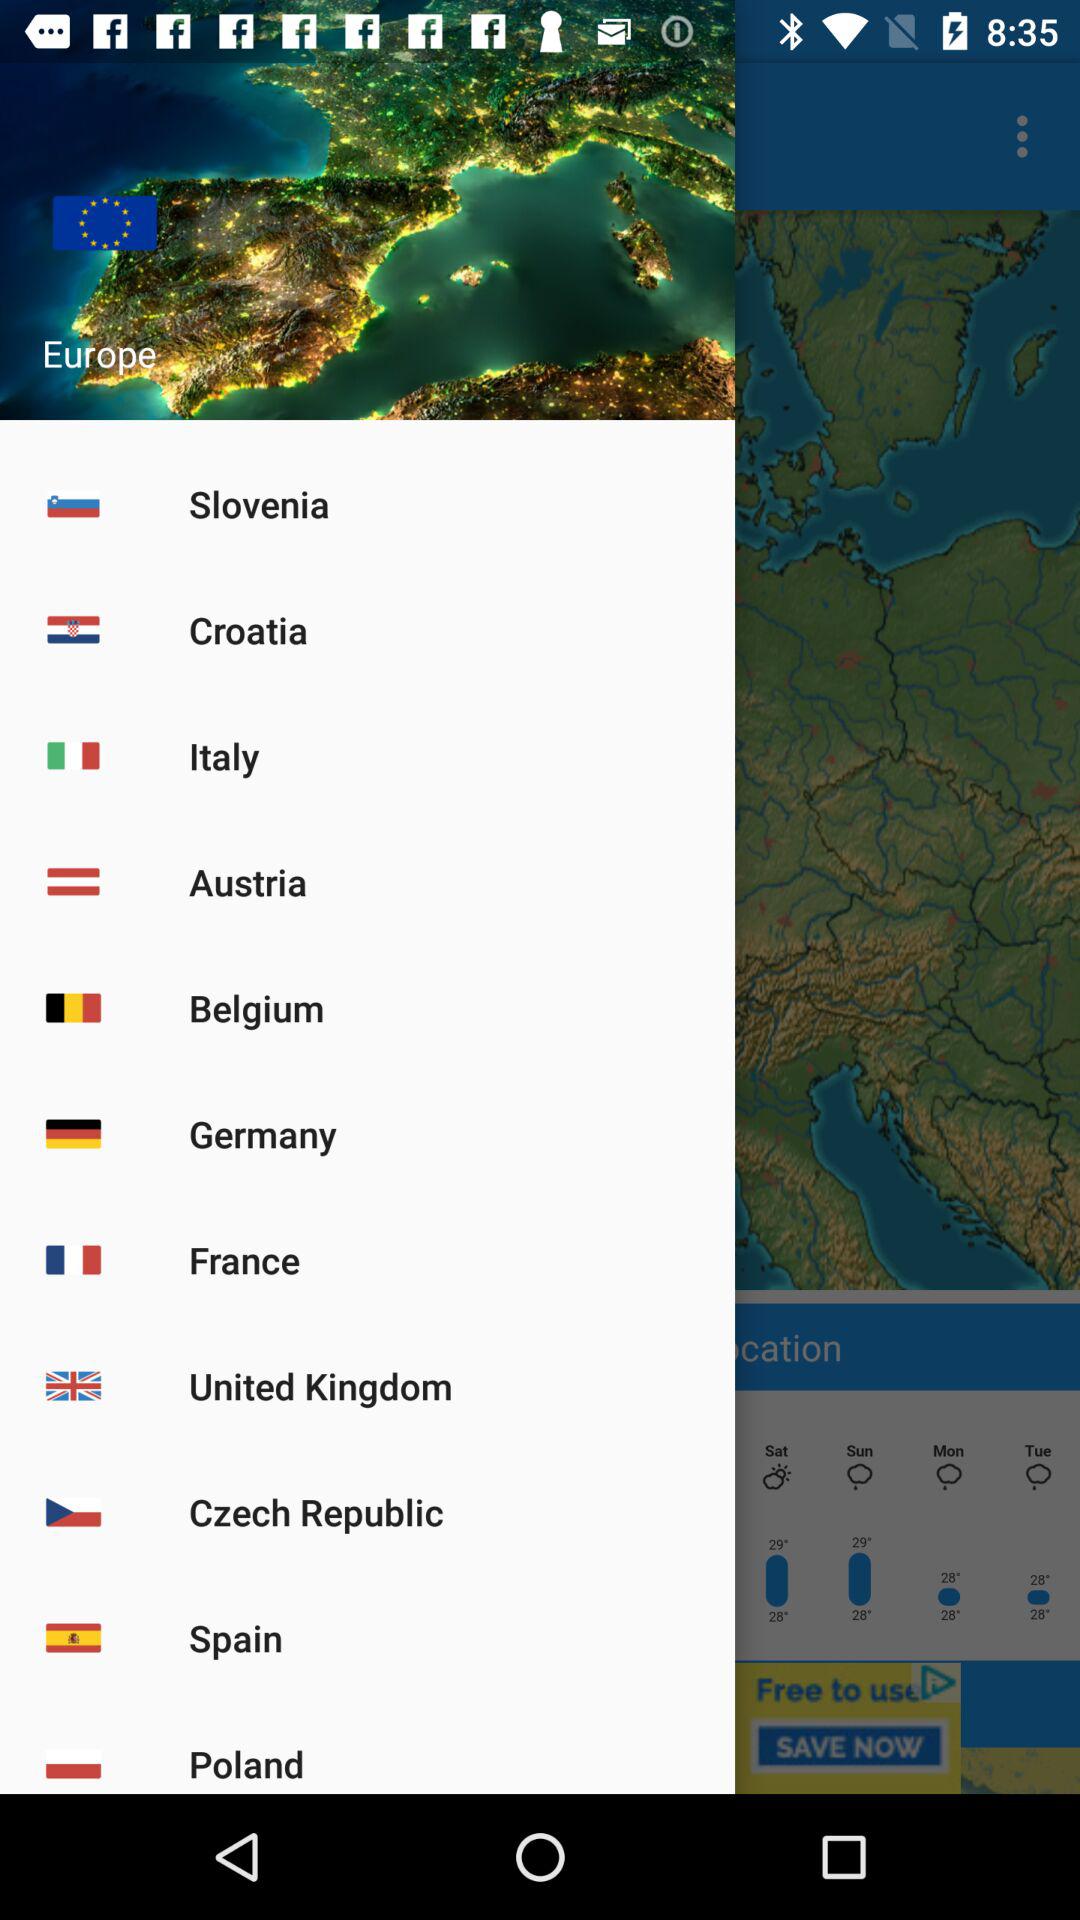 8:35
Europe
Slovenia
Croatia
Italy
Austria
Belgium
Germany
France
United Kingdom
Czech Republic
Spain
Poland
ocation
Sat Sun Mon Tue
29° 29° 28° 28°
28° 28° 28° 28°
Free to use
SAVE NOW